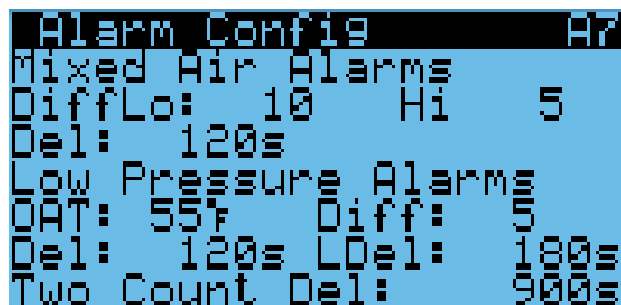 Alarm Config A7
Mixed Air Alarms
DiffLo: 10 Hi 5
Del: 120s
Low Pressure Alarms
OAT: 55°F Diff: 5
Del: 120s LDel: 180s
Two Count Del: 900s